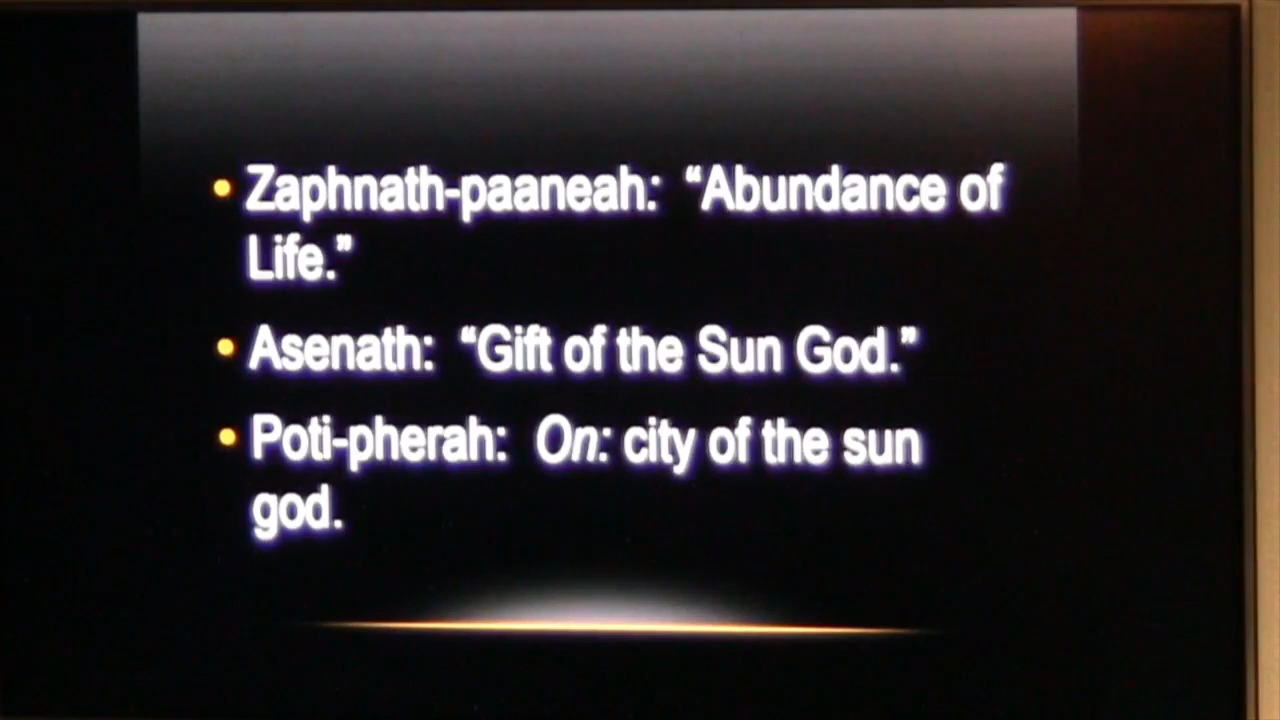 • Zaphnath-paaneah: “Abundance of
Life.”
• Asenath: “Gift of the Sun God.”
• Poti-pherah: On: city of the sun
god.